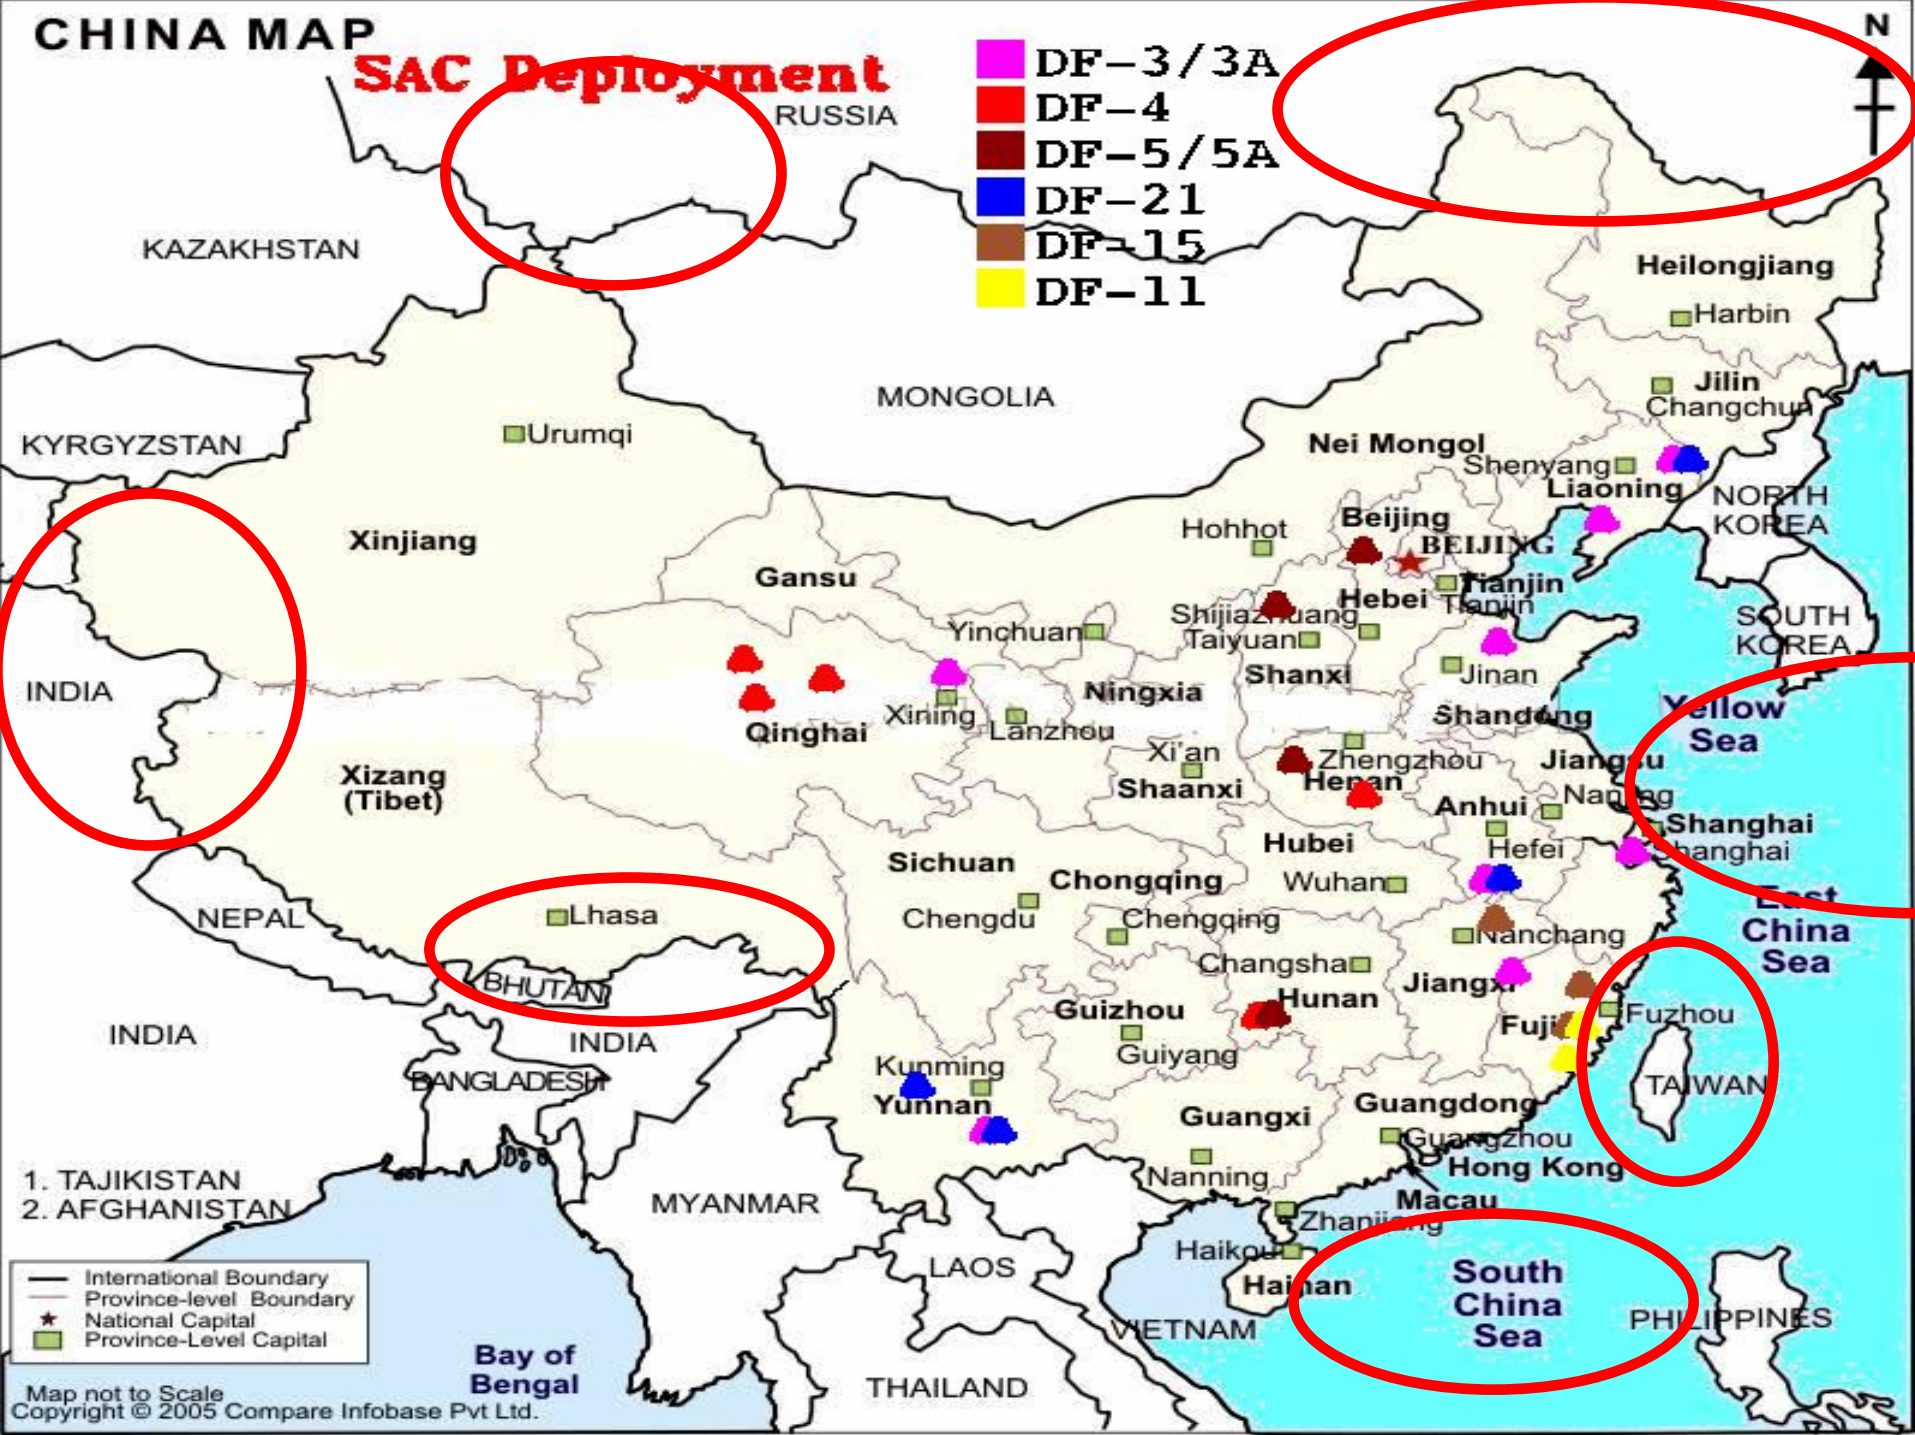 CHINA MAP
SAC Deployment
N
DF-3/3A
DF-4
DF-5/5A
DF-21
DF-15
DF-11
RUSSIA
KAZAKHSTAN
Heilongjiang
Harbin
MONGOLIA
Jilin
Changchun
KYRGYZSTAN
Urumqi
Nei Mongol
Shenyang
Liaoning
NORTH
KOREA
Xinjiang
Hohhot
Beijing
BEIJING
Gansu
Tianjin
Tianjin
Hebei
Shijiazhuang
Yinchuan
Taiyuan
SOUTH
KOREA
Shanxi
Jinan
INDIA
Ningxia
Xining
Lanzhou
Qinghai
Shandong
Yellow
Sea
Xi'an
Zhengzhou
Henan
Jiangsu
Xizang
(Tibet)
Shaanxi
Nanjing
Anhui
Shanghai
Shanghai
Hubei
Hefei
Sichuan
Chongqing
Wuhan
NEPAL
Lhasa
Chengdu
Chengqing
Nanchang
East
China
Sea
Changsha
BHUTAN
Jiangxi
Hunan
Guizhou
Fuji
Fuzhou
INDIA
INDIA
Guiyang
Kunming
BANGLADESH
Yunnan
TAIWAN
Guangxi
Guangdong
Guangzhou
Hong Kong
Nanning
1. TAJIKISTAN
2. AFGHANISTAN
MYANMAR
Macau
Zhanjiang
Haikou
LAOS
Hainan
South
China
Sea
VIETNAM
PHILIPPINES
International Boundary
Province-level Boundary
National Capital
Province-Level Capital
Bay of
Bengal
THAILAND
Map not to Scale
Copyright © 2005 Compare Infobase Pvt Ltd.